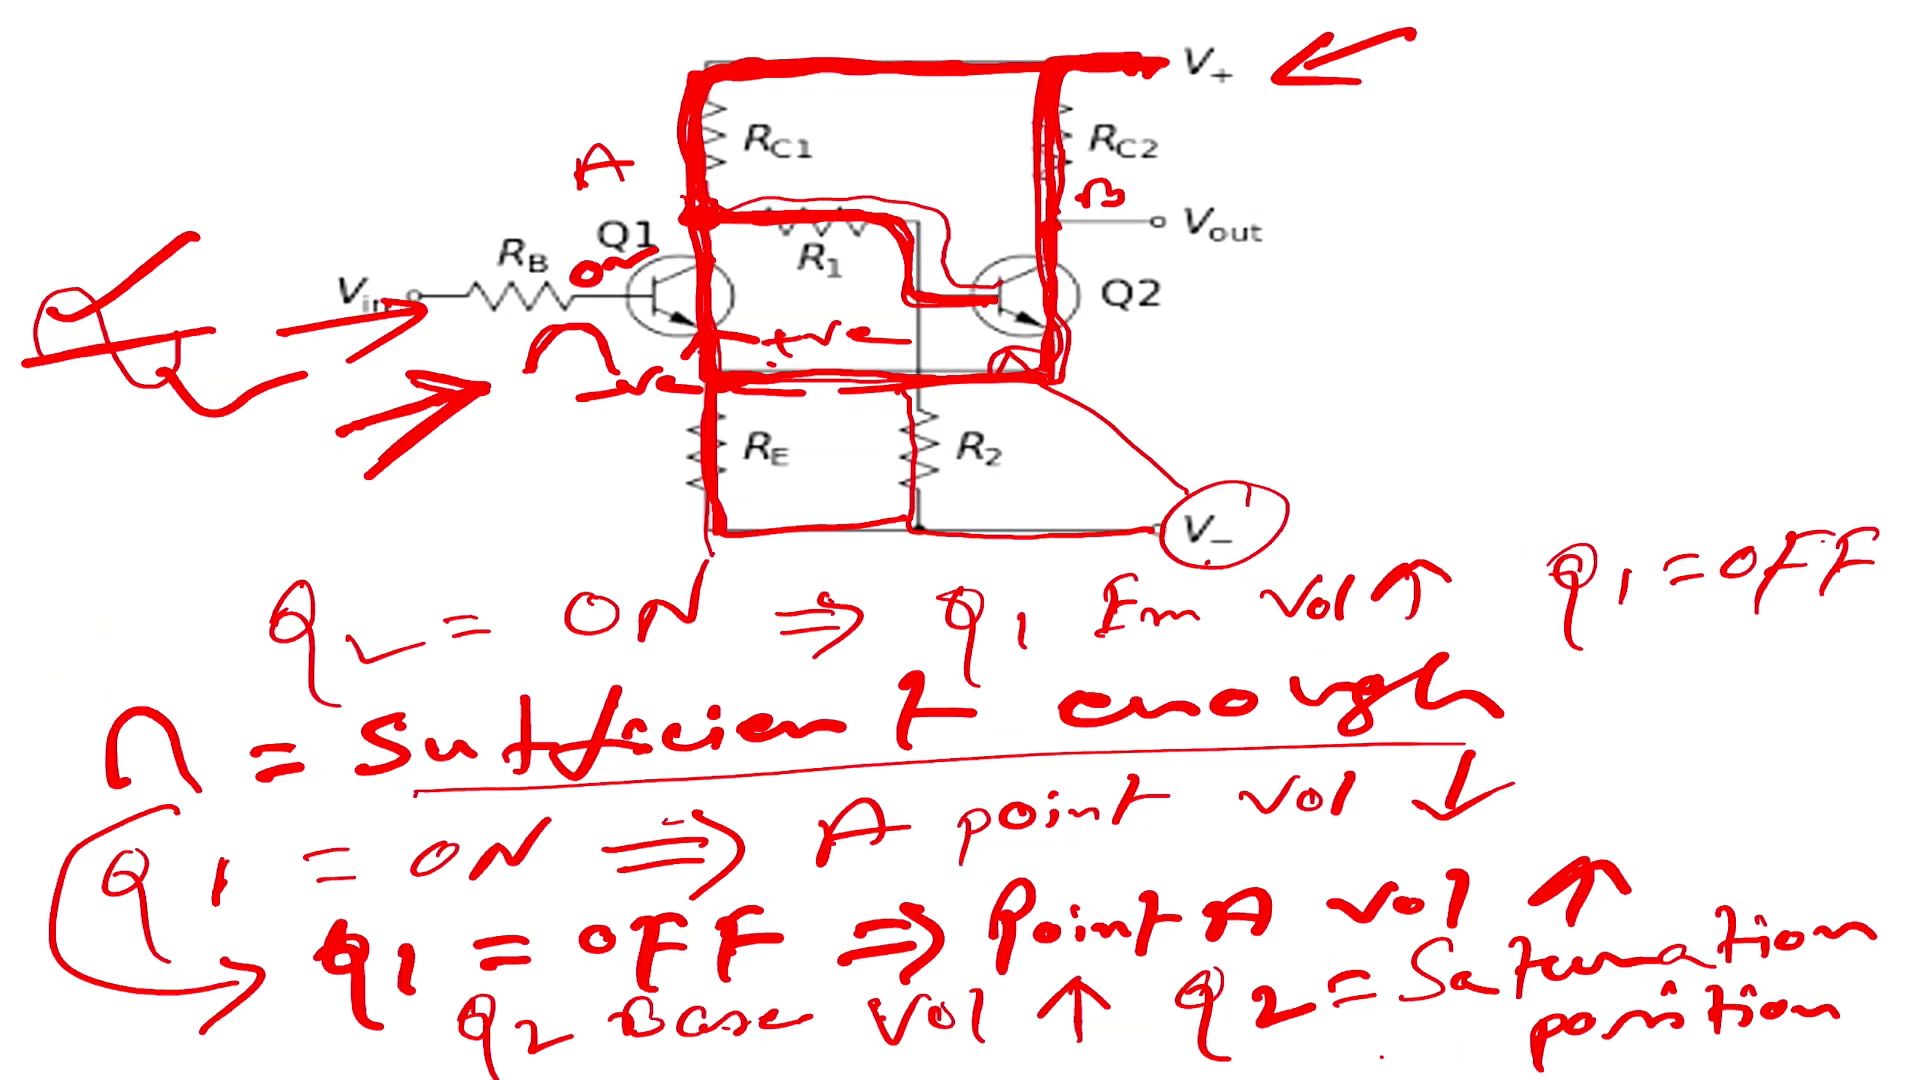 V+
RC1
RC2
A
B
Q1
Vout
RB
on
R1
Vin
Q2
+ve
-ve
RE
R2
V−
Q2 = ON ⇒ Q1 Em vol ↑ Q1 = OFF
= Sufficient enough
Q1 = ON ⇒ A point vol ↓
Q1 = OFF ⇒ Point A vol ↑
Q2 Base Vol ↑ Q2 = Saturation
position